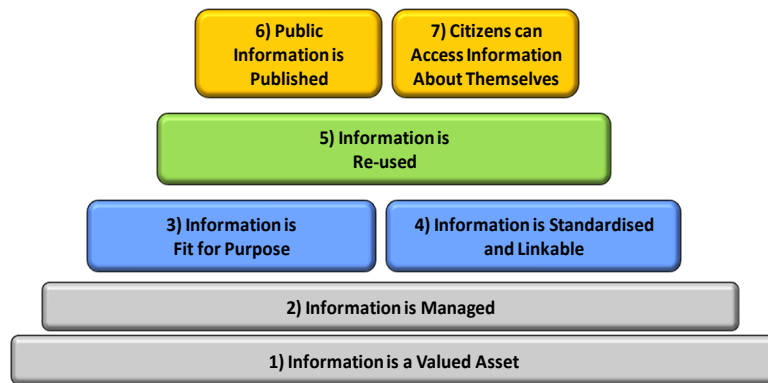 6) Public
Information is
Published
7) Citizens can
Access Information
About Themselves
5) Information is
Re-used
3) Information is
Fit for Purpose
4) Information is Standardised
and Linkable
2) Information is Managed
1) Information is a Valued Asset